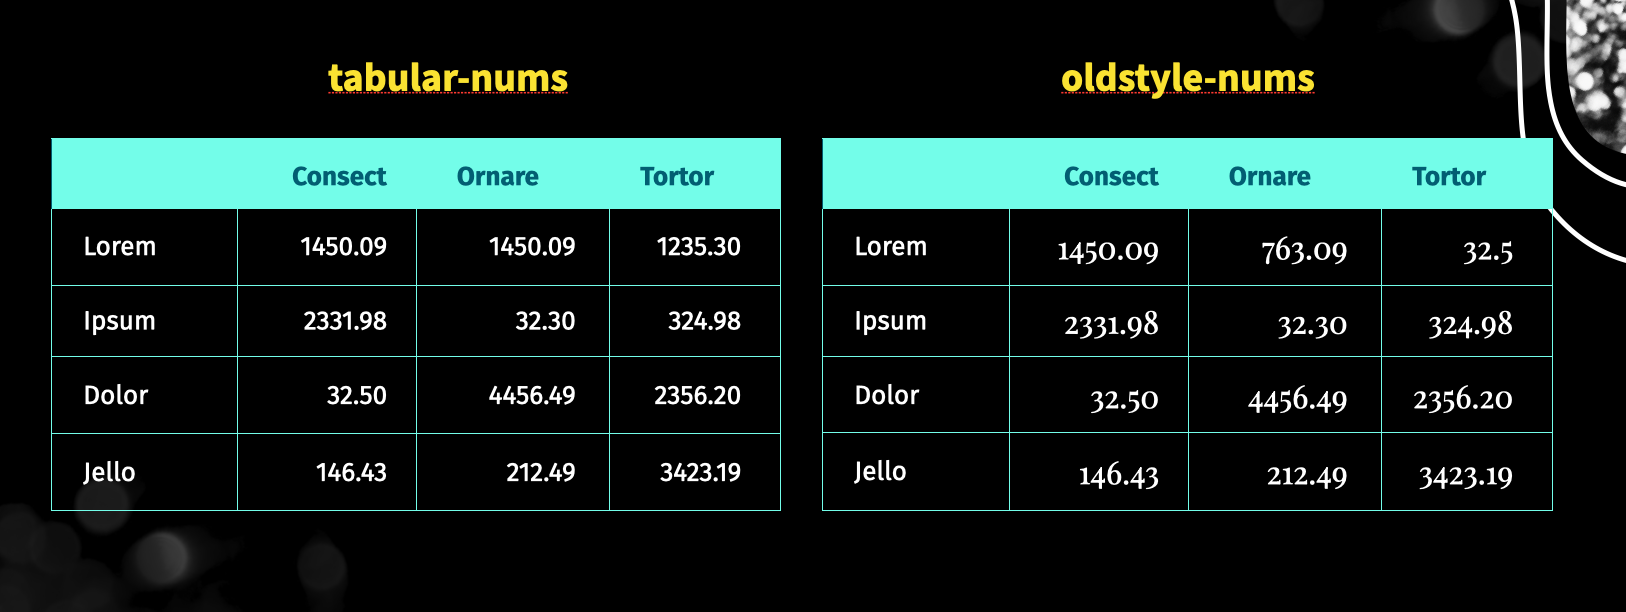 tabular-nums
Consect Ornare Tortor
Lorem 1450.09 1450.09 1235.30
Ipsum 2331.98 32.30 324.98
Dolor 32.50 4456.49 2356.20
Jello 146.43 212.49 3423.19
oldstyle-nums
Consect Ornare Tortor
Lorem 1450.09 763.09 32.5
Ipsum 2331.98 32.30 324.98
Dolor 32.50 4456.49 2356.20
Jello 146.43 212.49 3423.19